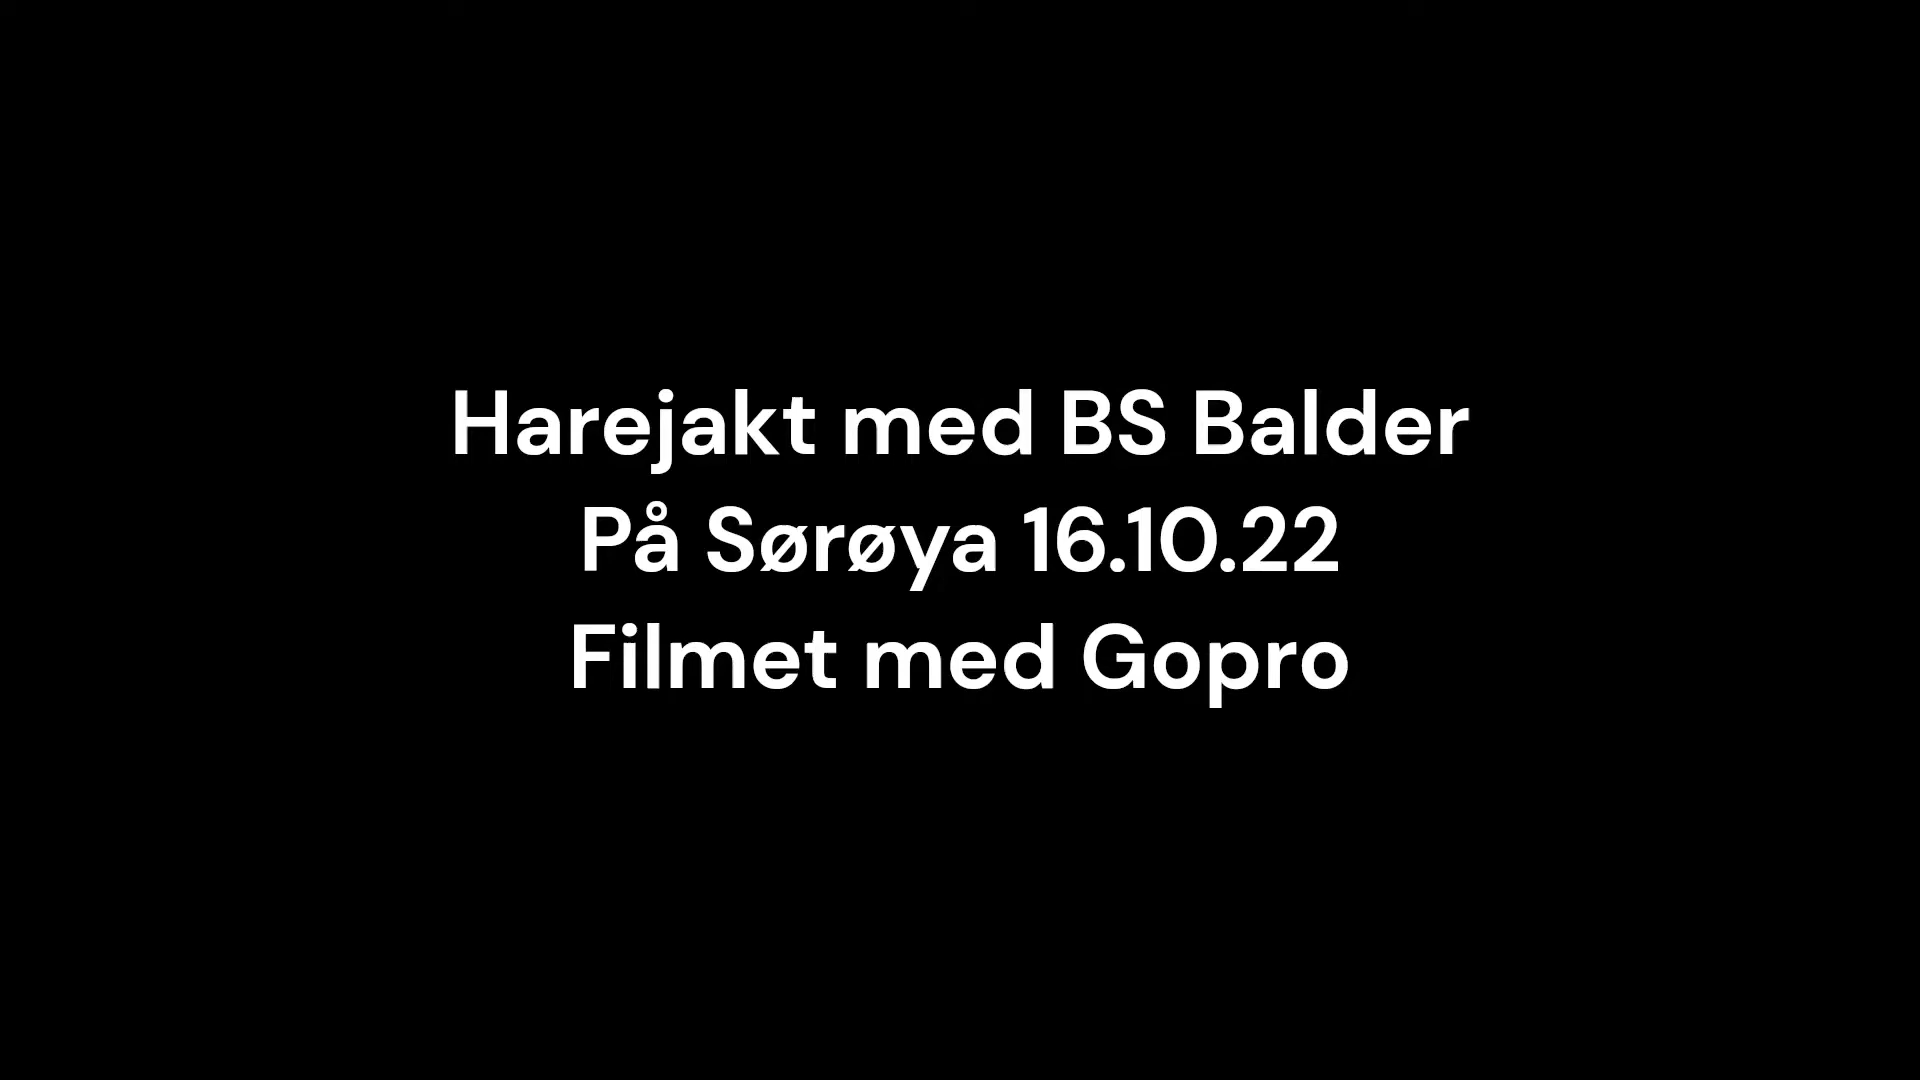 Harejakt med BS Balder
På Sørøya 16.10.22
Filmet med Gopro